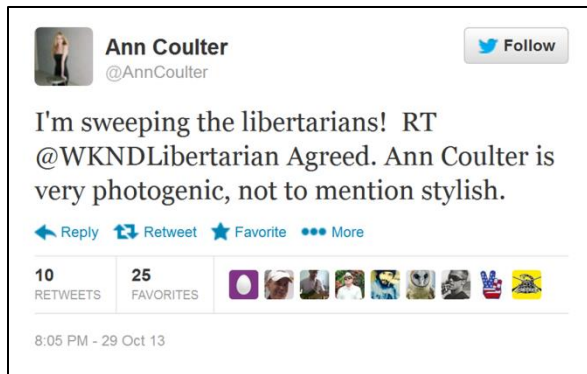 Ann Coulter
@AnnCoulter
Follow
I'm sweeping the libertarians!  RT
@WKNDLibertarian Agreed. Ann Coulter is
very photogenic, not to mention stylish.
Reply Retweet Favorite More
10 25
RETWEETS FAVORITES
8:05 PM - 29 Oct 13